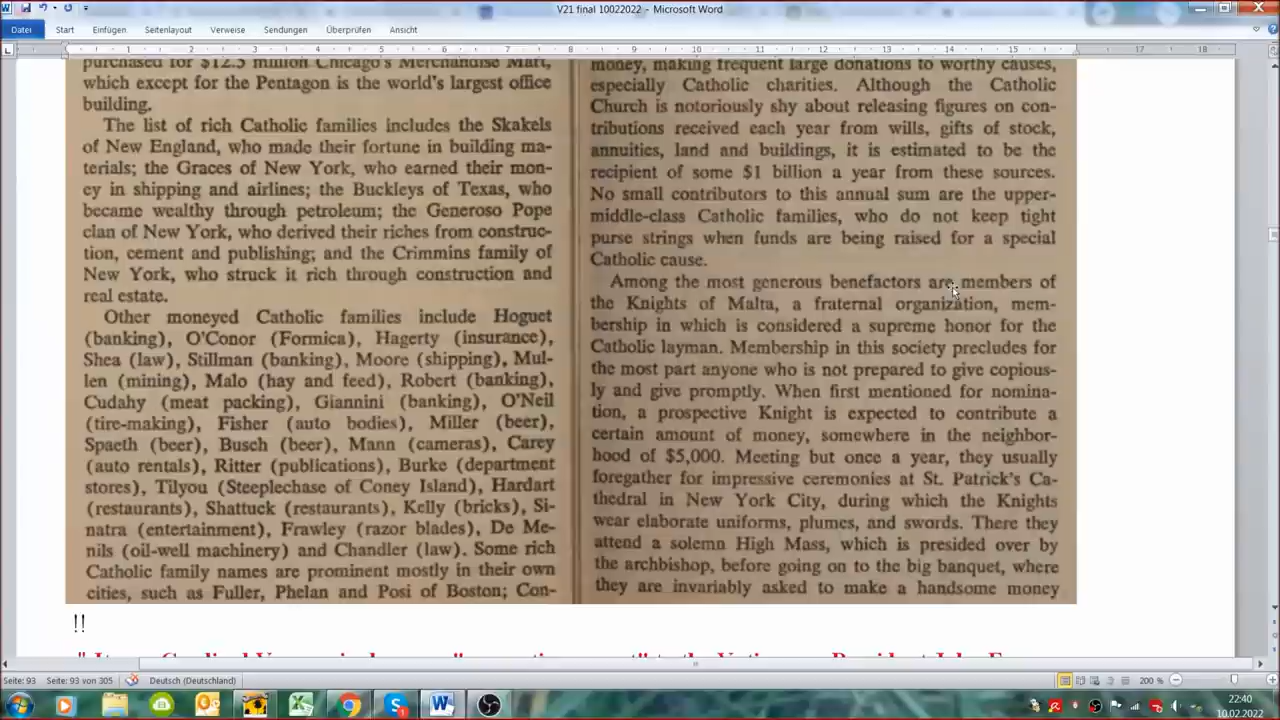 V21 final 10022022 - Microsoft Word
Datei Start Einfügen Seitenlayout Verweise Sendungen Überprüfen Ansicht
1 2 3 4 5 6 7 8 9 10 11 12 13 14 15 17 18
purchased for $12.5 million Chicago's Merchandise Mart,
which except for the Pentagon is the world's largest office
building.
The list of rich Catholic families includes the Skakels
of New England, who made their fortune in building ma-
terials; the Graces of New York, who earned their mon-
ey in shipping and airlines; the Buckleys of Texas, who
became wealthy through petroleum; the Generoso Pope
clan of New York, who derived their riches from construc-
tion, cement and publishing; and the Crimmins family of
New York, who struck it rich through construction and
real estate.
Other moneyed Catholic families include Hoguet
(banking), O'Conor (Formica), Hagerty (insurance),
Shea (law), Stillman (banking), Moore (shipping), Mul-
len (mining), Malo (hay and feed), Robert (banking),
Cudahy (meat packing), Giannini (banking), O'Neil
(tire-making), Fisher (auto bodies), Miller (beer),
Spaeth (beer), Busch (beer), Mann (cameras), Carey
(auto rentals), Ritter (publications), Burke (department
stores), Tilyou (Steeplechase of Coney Island), Hardart
(restaurants), Shattuck (restaurants), Kelly (bricks), Si-
natra (entertainment), Frawley (razor blades), De Me-
nils (oil-well machinery) and Chandler (law). Some rich
Catholic family names are prominent mostly in their own
cities, such as Fuller, Phelan and Posi of Boston; Con-
money, making frequent large donations to worthy causes,
especially Catholic charities. Although the Catholic
Church is notoriously shy about releasing figures on con-
tributions received each year from wills, gifts of stock,
annuities, land and buildings, it is estimated to be the
recipient of some $1 billion a year from these sources.
No small contributors to this annual sum are the upper-
middle-class Catholic families, who do not keep tight
purse strings when funds are being raised for a special
Catholic cause.
Among the most generous benefactors are members of
the Knights of Malta, a fraternal organization, mem-
bership in which is considered a supreme honor for the
Catholic layman. Membership in this society precludes for
the most part anyone who is not prepared to give copious-
ly and give promptly. When first mentioned for nomina-
tion, a prospective Knight is expected to contribute a
certain amount of money, somewhere in the neighbor-
hood of $5,000. Meeting but once a year, they usually
foregather for impressive ceremonies at St. Patrick's Ca-
thedral in New York City, during which the Knights
wear elaborate uniforms, plumes, and swords. There they
attend a solemn High Mass, which is presided over by
the archbishop, before going on to the big banquet, where
they are invariably asked to make a handsome money
!!
Seite: 93 Seite: 93 von 305 Deutsch (Deutschland) 200 %
22:40
10.02.2022